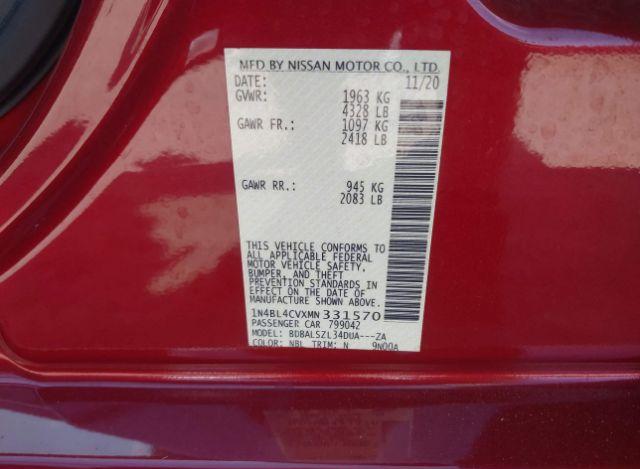 MFD BY NISSAN MOTOR CO., LTD.
DATE: 11/20
GVWR: 1963 KG
4328 LB
GAWR FR.: 1097 KG
2418 LB
GAWR RR.: 945 KG
2083 LB
THIS VEHICLE CONFORMS TO
ALL APPLICABLE FEDERAL
MOTOR VEHICLE SAFETY,
BUMPER, AND THEFT
PREVENTION STANDARDS
IN EFFECT ON THE DATE OF
MANUFACTURE SHOWN ABOVE.
1N4BL4CVXMN331570
PASSENGER CAR 799042
MODEL: BDBALSZL34DUA---ZA
COLOR: NBL TRIM: N 9N00A